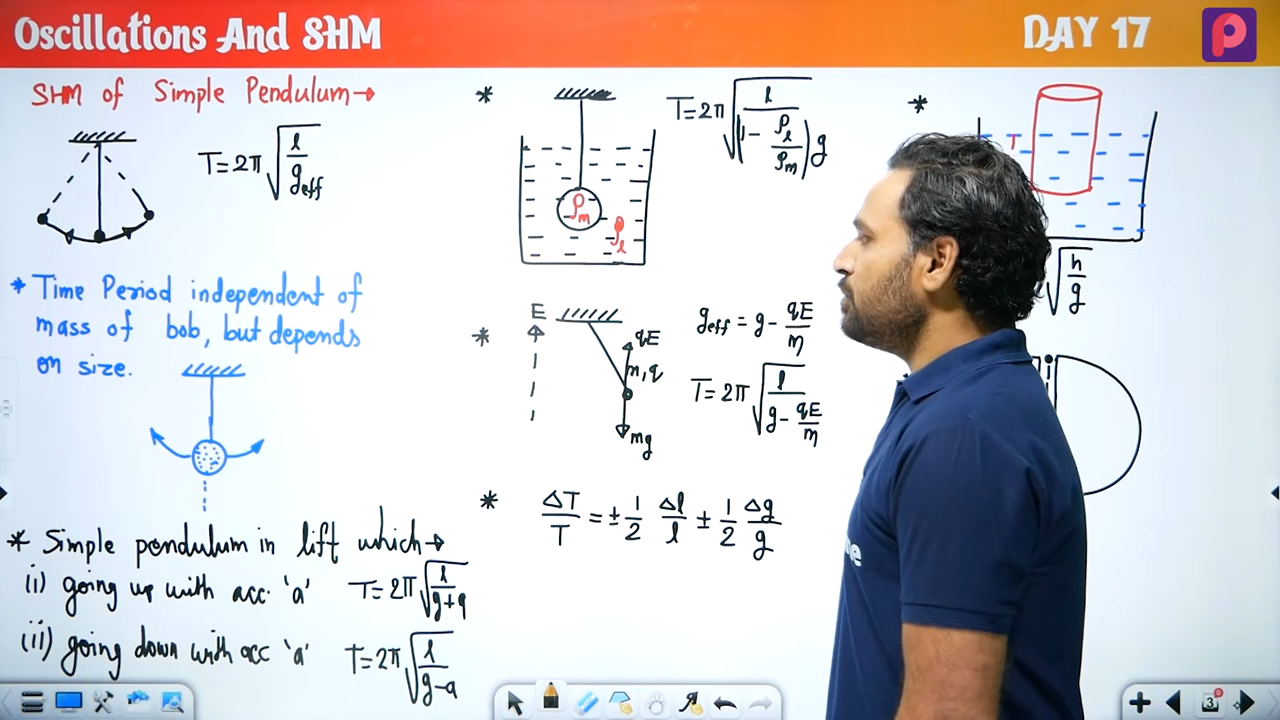 Oscillations And SHM
DAY 17
SHM of Simple Pendulum→
T=2π√(l/g_eff)
* Time Period independent of
mass of bob, but depends
on size.
* Simple pendulum in lift which→
(i) going up with acc. 'a' T=2π√(l/(g+a))
(ii) going down with acc 'a' T=2π√(l/(g-a))
*
T=2π√(l/((1-ρ_l/ρ_m)g))
ρ_m
ρ_l
*
E
qE
m,q
mg
g_eff = g - qE/m
T=2π√(l/(g-qE/m))
* ΔT/T = ±1/2 Δl/l ± 1/2 Δg/g
*
√(h/g)